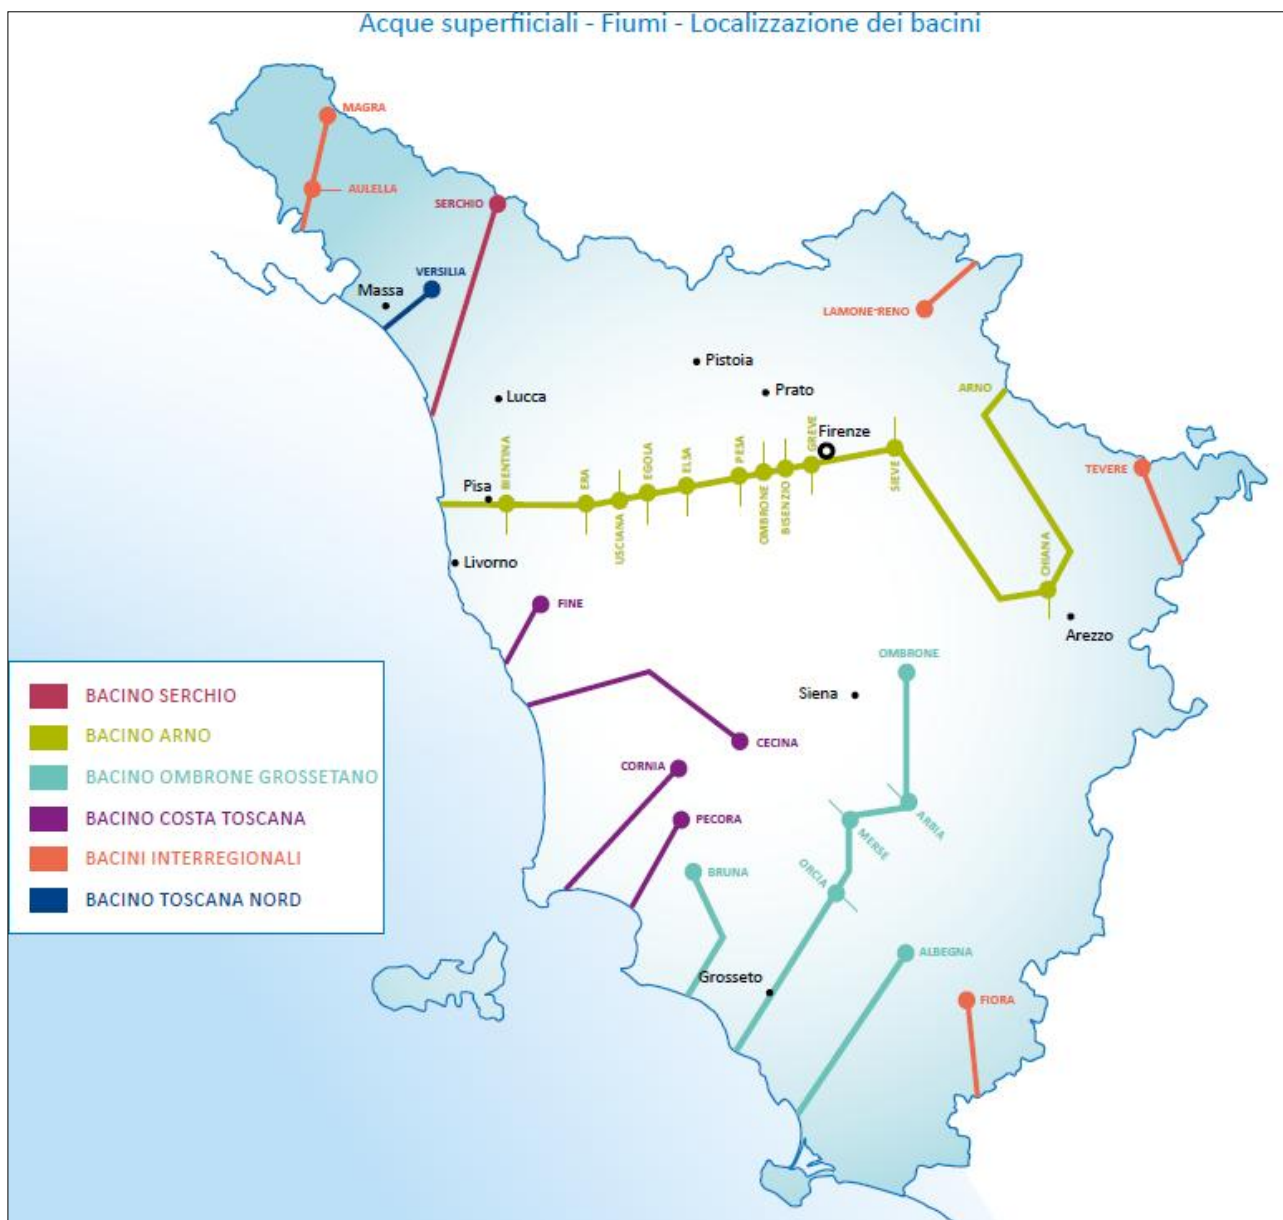 Acque superfiiciali - Fiumi - Localizzazione dei bacini
MAGRA
AULELLA
SERCHIO
VERSILIA
Massa
LAMONE-RENO
Pistoia
Prato
Lucca
ARNO
Firenze
GREVE
PESA
ELSA
EGOLA
ERA
BIENTINA
Pisa
USCIANA
OMBRONE
BISENZIO
SIEVE
TEVERE
CHIANA
Livorno
Arezzo
FINE
OMBRONE
Siena
CECINA
CORNIA
PECORA
ARBIA
MERSE
ORCIA
BRUNA
ALBEGNA
Grosseto
FIORA
BACINO SERCHIO
BACINO ARNO
BACINO OMBRONE GROSSETANO
BACINO COSTA TOSCANA
BACINI INTERREGIONALI
BACINO TOSCANA NORD